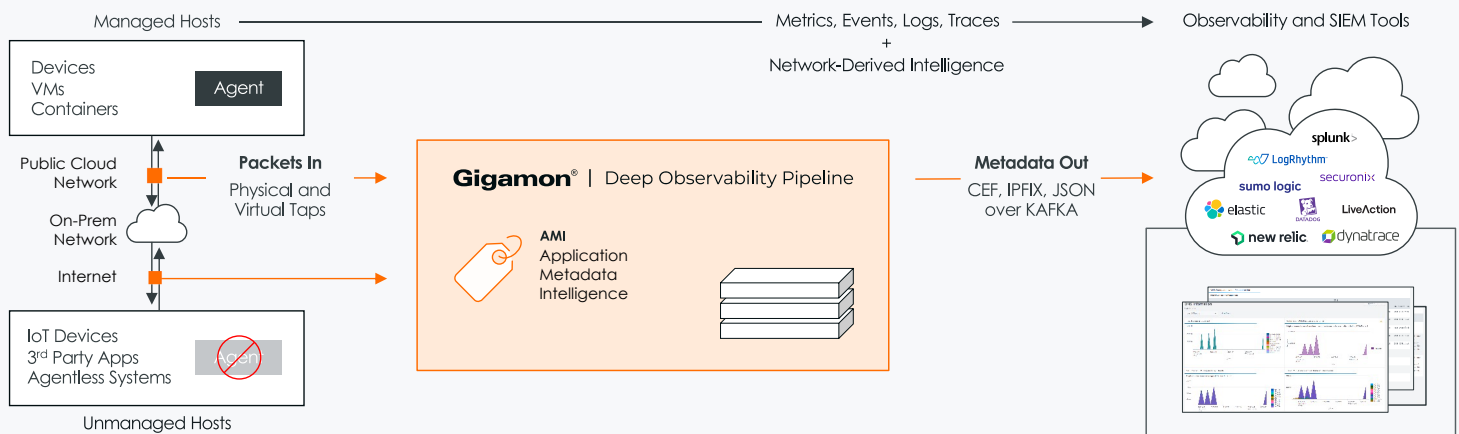 Managed Hosts
Metrics, Events, Logs, Traces
+
Network-Derived Intelligence
Observability and SIEM Tools
Devices
VMs
Containers
Agent
Public Cloud
Network
On-Prem
Network
Internet
Packets In
Physical and
Virtual Taps
Gigamon® | Deep Observability Pipeline
AMI
Application
Metadata
Intelligence
Metadata Out
CEF, IPFIX, JSON
over KAFKA
splunk>
LogRhythm
securonix
sumo logic
elastic
DATADOG
LiveAction
new relic
dynatrace
IoT Devices
3rd Party Apps
Agentless Systems
Agent
Unmanaged Hosts